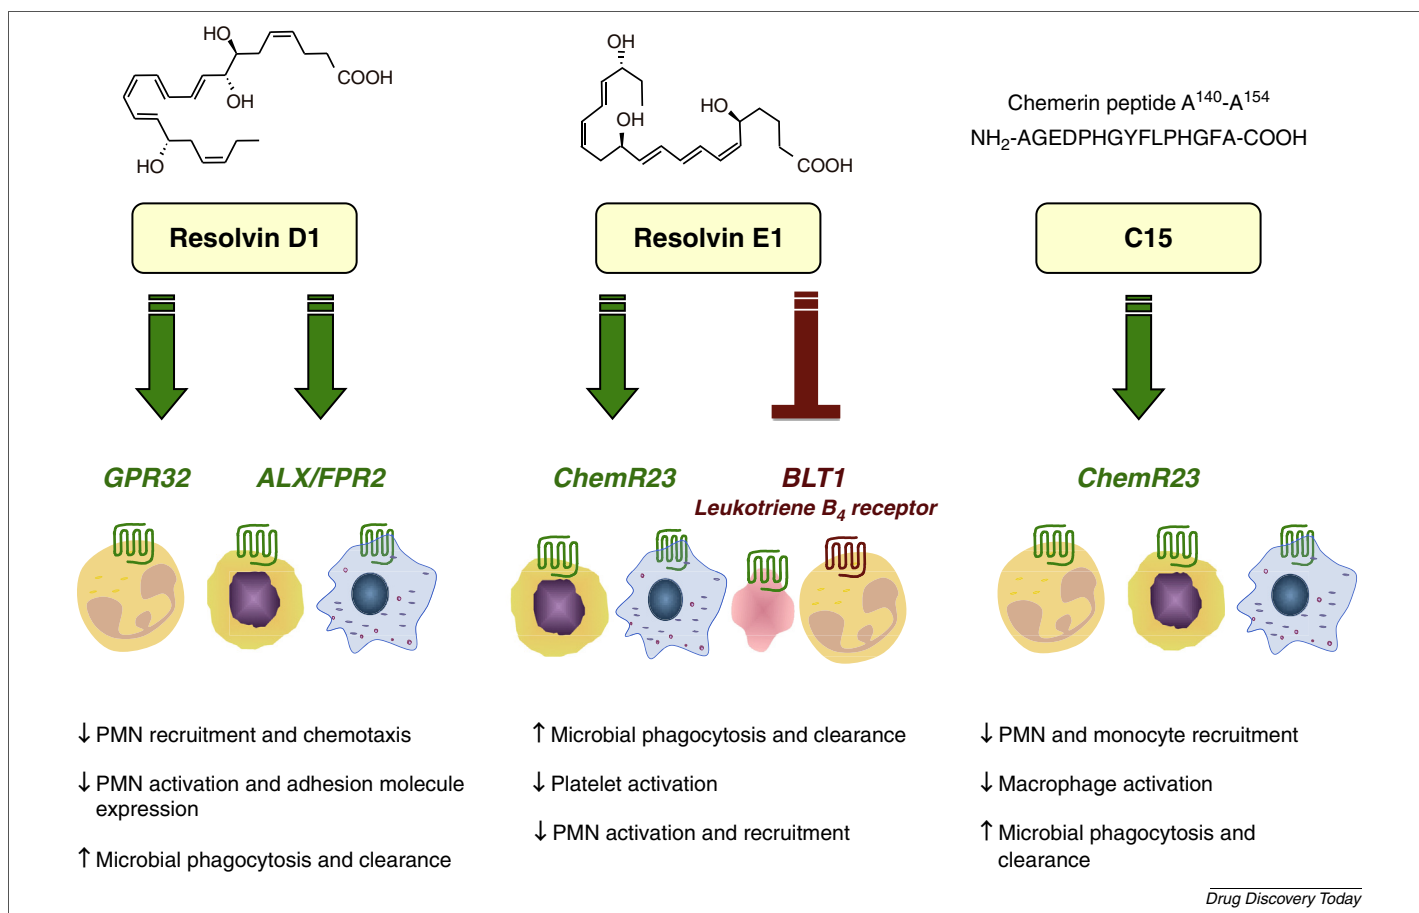 HO
COOH
OH
HO
OH
OH
HO
COOH
Chemerin peptide A140-A154
NH2-AGEDPHGYFLPHGFA-COOH
Resolvin D1
Resolvin E1
C15
GPR32
ALX/FPR2
ChemR23
BLT1
Leukotriene B4 receptor
ChemR23
↓ PMN recruitment and chemotaxis
↓ PMN activation and adhesion molecule
expression
↑ Microbial phagocytosis and clearance
↑ Microbial phagocytosis and clearance
↓ Platelet activation
↓ PMN activation and recruitment
↓ PMN and monocyte recruitment
↓ Macrophage activation
↑ Microbial phagocytosis and
clearance
Drug Discovery Today